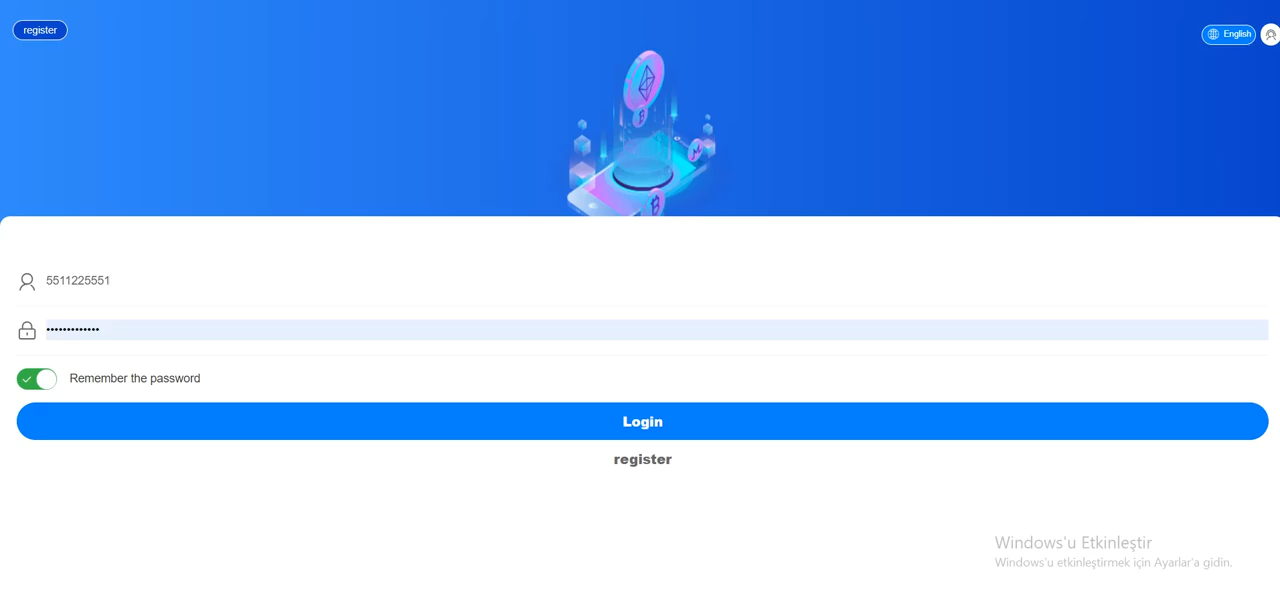 register
English
5511225551
•••••••••••••
Remember the password
Login
register
Windows'u Etkinleştir
Windows'u etkinleştirmek için Ayarlar'a gidin.